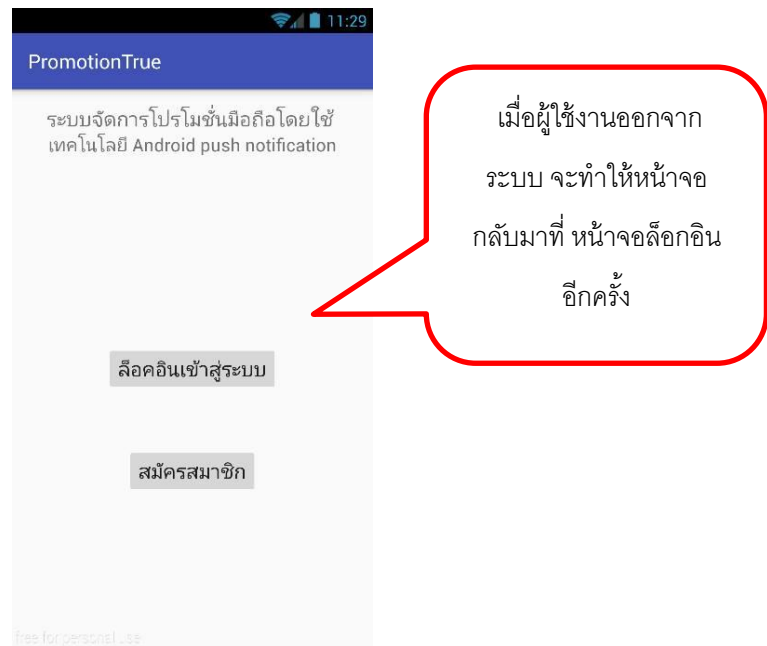 11:29
PromotionTrue
ระบบจัดการโปรโมชั่นมือถือโดยใช้
เทคโนโลยี Android push notification
ล็อคอินเข้าสู่ระบบ
สมัครสมาชิก
free for personal use
เมื่อผู้ใช้งานออกจาก
ระบบ จะทำให้หน้าจอ
กลับมาที่ หน้าจอล็อกอิน
อีกครั้ง